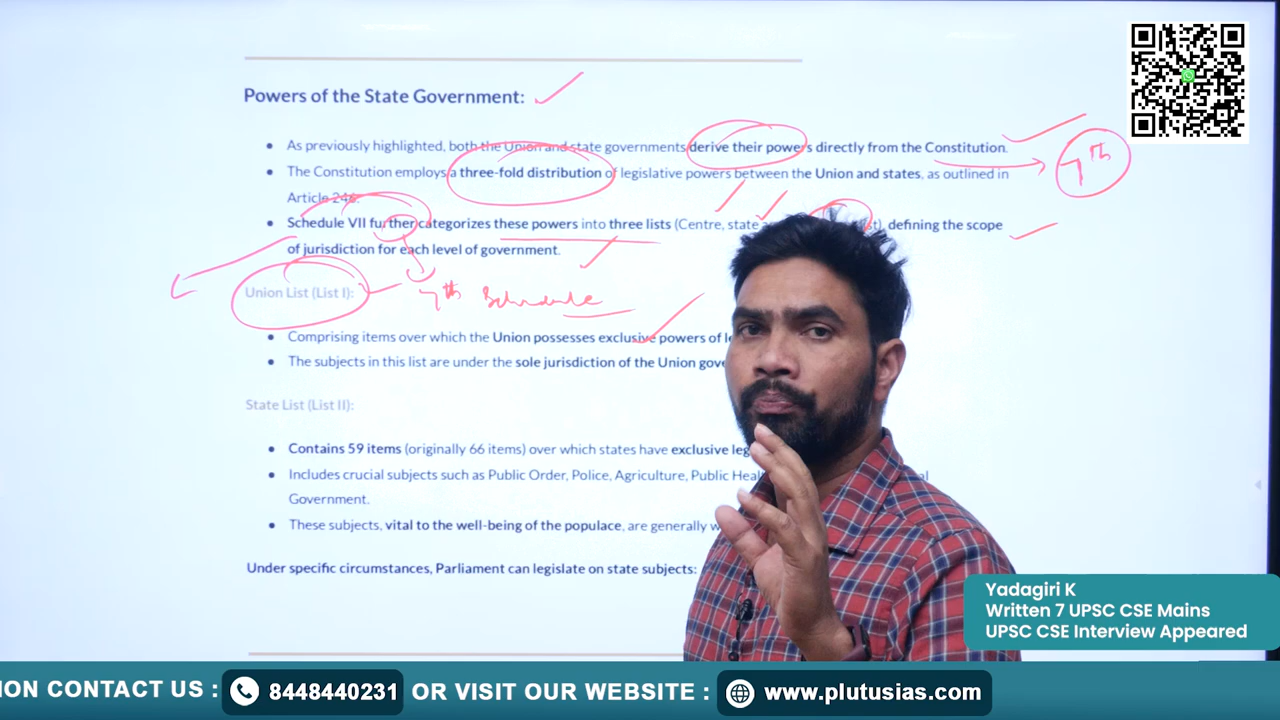 Powers of the State Government:
As previously highlighted, both the Union and state governments derive their powers directly from the Constitution.
7th
The Constitution employs a three-fold distribution of legislative powers between the Union and states, as outlined in
Article 246.
Schedule VII further categorizes these powers into three lists (Centre, state defining the scope
of jurisdiction for each level of government.
Union List (List I):
7th Schedule
Comprising items over which the Union possesses exclusive powers of
The subjects in this list are under the sole jurisdiction of the Union
State List (List II):
Contains 59 items (originally 66 items) over which states have exclusive
Includes crucial subjects such as Public Order, Police, Agriculture, Public
Government.
These subjects, vital to the well-being of the populace, are generally
Under specific circumstances, Parliament can legislate on state subjects:
Yadagiri K
Written 7 UPSC CSE Mains
UPSC CSE Interview Appeared
ION CONTACT US : 8448440231 OR VISIT OUR WEBSITE : www.plutusias.com